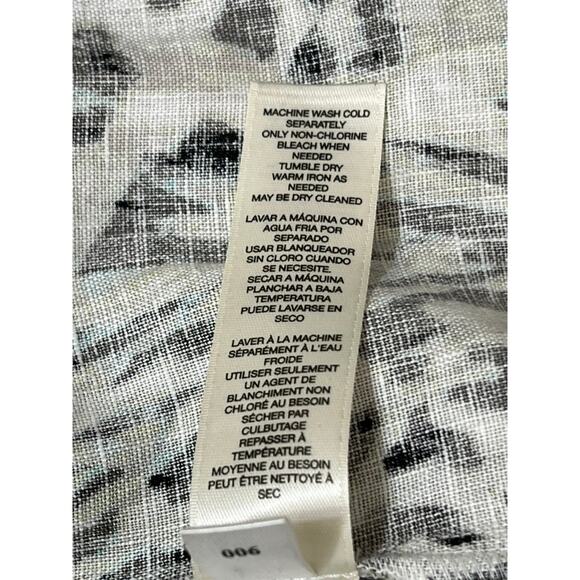 MACHINE WASH COLD
SEPARATELY
ONLY NON-CHLORINE
BLEACH WHEN
NEEDED
TUMBLE DRY
WARM IRON AS
NEEDED
MAY BE DRY CLEANED
LAVAR A MÁQUINA CON
AGUA FRIA POR
SEPARADO
USAR BLANQUEADOR
SIN CLORO CUANDO
SE NECESITE.
SECAR A MÁQUINA
PLANCHAR A BAJA
TEMPERATURA
PUEDE LAVARSE EN
SECO
LAVER À LA MACHINE
SÉPARÉMENT À L'EAU
FROIDE
UTILISER SEULEMENT
UN AGENT DE
BLANCHIMENT NON
CHLORÉ AU BESOIN
SÉCHER PAR
CULBUTAGE
REPASSER À
TEMPÉRATURE
MOYENNE AU BESOIN
PEUT ÊTRE NETTOYÉ À
SEC
006